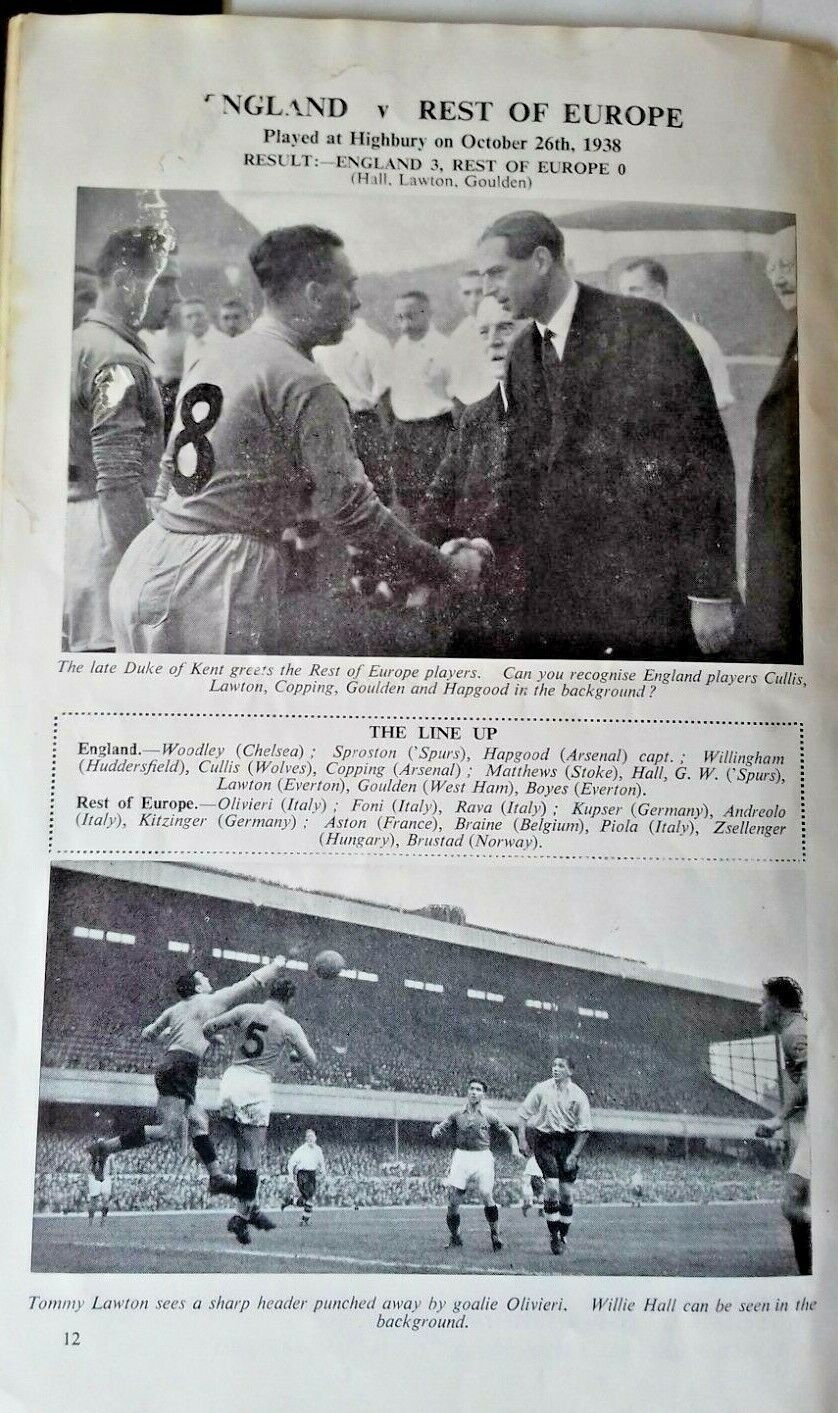 ENGLAND v REST OF EUROPE
Played at Highbury on October 26th, 1938
RESULT:—ENGLAND 3, REST OF EUROPE 0
(Hall, Lawton, Goulden)
8
The late Duke of Kent greets the Rest of Europe players. Can you recognise England players Cullis,
Lawton, Copping, Goulden and Hapgood in the background?
THE LINE UP
England.—Woodley (Chelsea) ; Sproston ('Spurs), Hapgood (Arsenal) capt. ; Willingham
(Huddersfield), Cullis (Wolves), Copping (Arsenal) ; Matthews (Stoke), Hall, G. W. ('Spurs),
Lawton (Everton), Goulden (West Ham), Boyes (Everton).
Rest of Europe.—Olivieri (Italy) ; Foni (Italy), Rava (Italy) ; Kupser (Germany), Andreolo
(Italy), Kitzinger (Germany) ; Aston (France), Braine (Belgium), Piola (Italy), Zsellenger
(Hungary), Brustad (Norway).
5
Tommy Lawton sees a sharp header punched away by goalie Olivieri. Willie Hall can be seen in the
background.
12